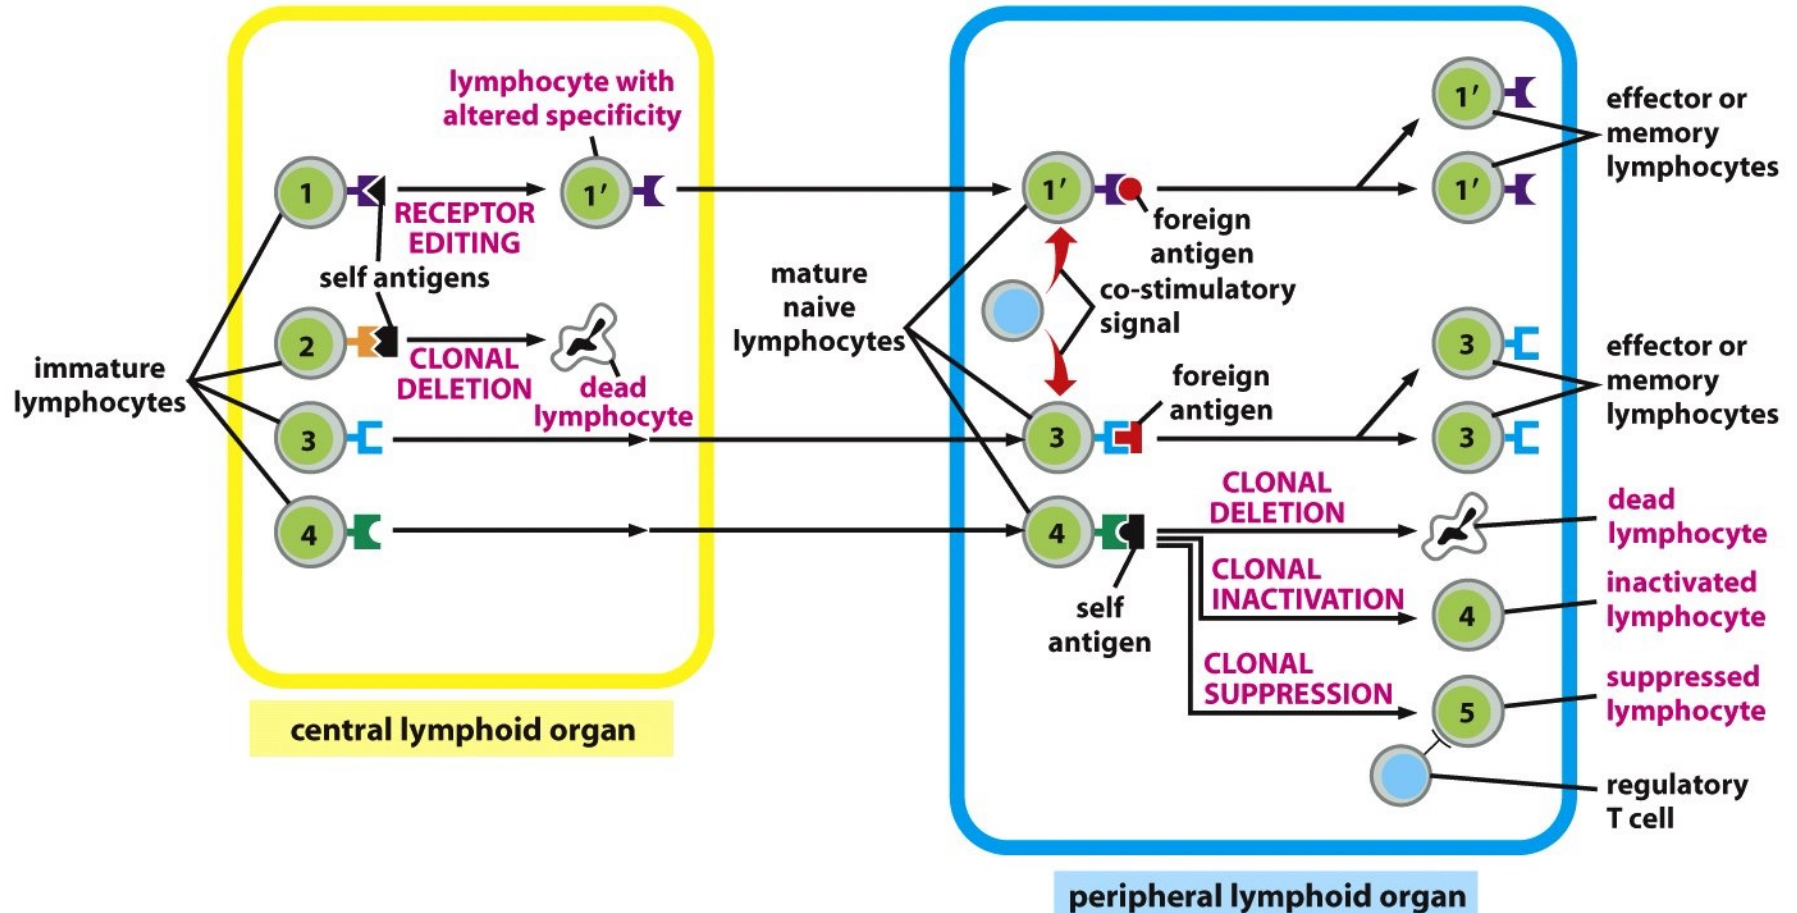 lymphocyte with
altered specificity
1
1′
RECEPTOR
EDITING
self antigens
2
CLONAL
DELETION
dead
lymphocyte
immature
lymphocytes
3
4
central lymphoid organ
mature
naive
lymphocytes
1′
foreign
antigen
co-stimulatory
signal
1′
1′
effector or
memory
lymphocytes
3
foreign
antigen
3
3
effector or
memory
lymphocytes
4
self
antigen
CLONAL
DELETION
dead
lymphocyte
CLONAL
INACTIVATION
4
inactivated
lymphocyte
CLONAL
SUPPRESSION
5
suppressed
lymphocyte
regulatory
T cell
peripheral lymphoid organ